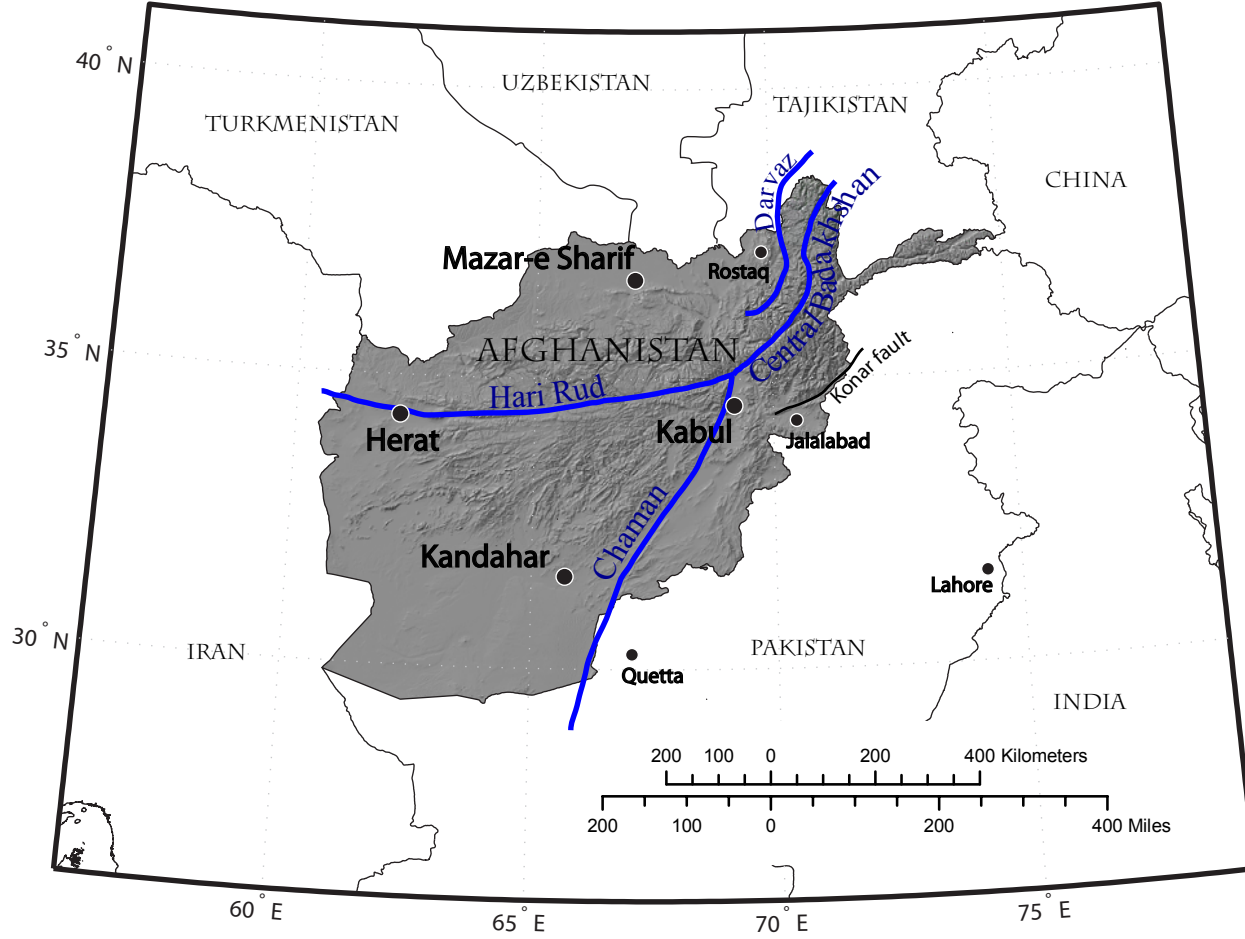 40° N
UZBEKISTAN
TAJIKISTAN
TURKMENISTAN
CHINA
Darvaz
Central Badakhshan
Mazar-e Sharif
Rostaq
35° N
AFGHANISTAN
Konar fault
Hari Rud
Herat
Kabul
Jalalabad
Chaman
Kandahar
Lahore
30° N
IRAN
PAKISTAN
Quetta
INDIA
200 100 0 200 400 Kilometers
200 100 0 200 400 Miles
60° E
65° E
70° E
75° E